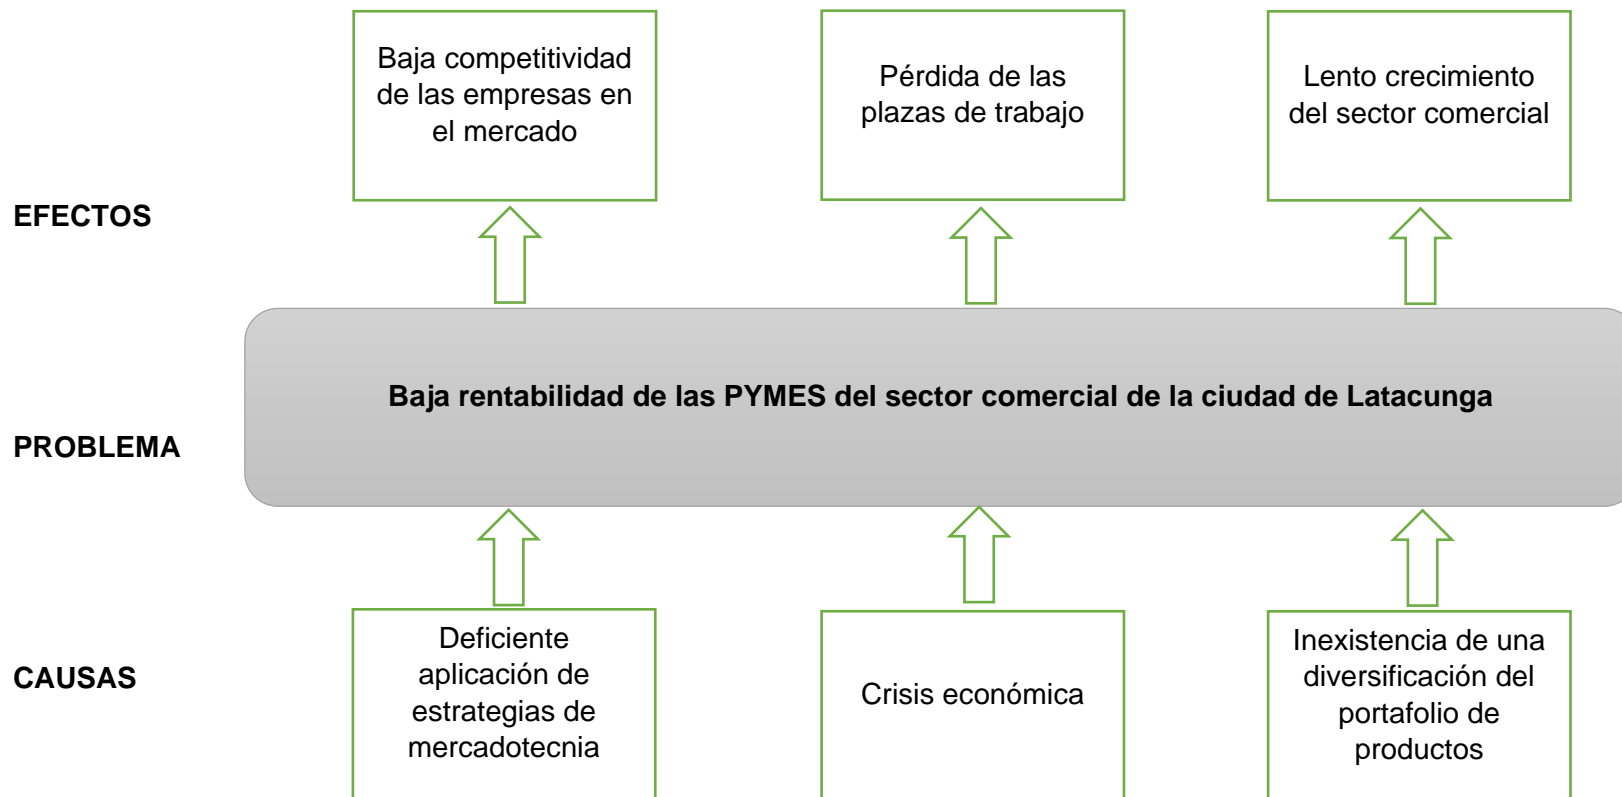 Baja competitividad
de las empresas en
el mercado
Pérdida de las
plazas de trabajo
Lento crecimiento
del sector comercial
EFECTOS
Baja rentabilidad de las PYMES del sector comercial de la ciudad de Latacunga
PROBLEMA
Deficiente
aplicación de
estrategias de
mercadotecnia
Crisis económica
Inexistencia de una
diversificación del
portafolio de
productos
CAUSAS